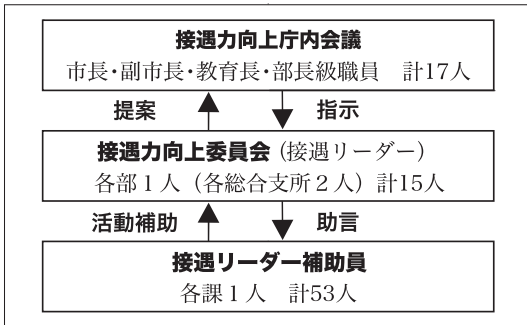 接遇力向上庁内会議
市長・副市長・教育長・部長級職員 計17人
提案 指示
接遇力向上委員会 (接遇リーダー)
各部1人(各総合支所2人)計15人
活動補助 助言
接遇リーダー補助員
各課1人 計53人